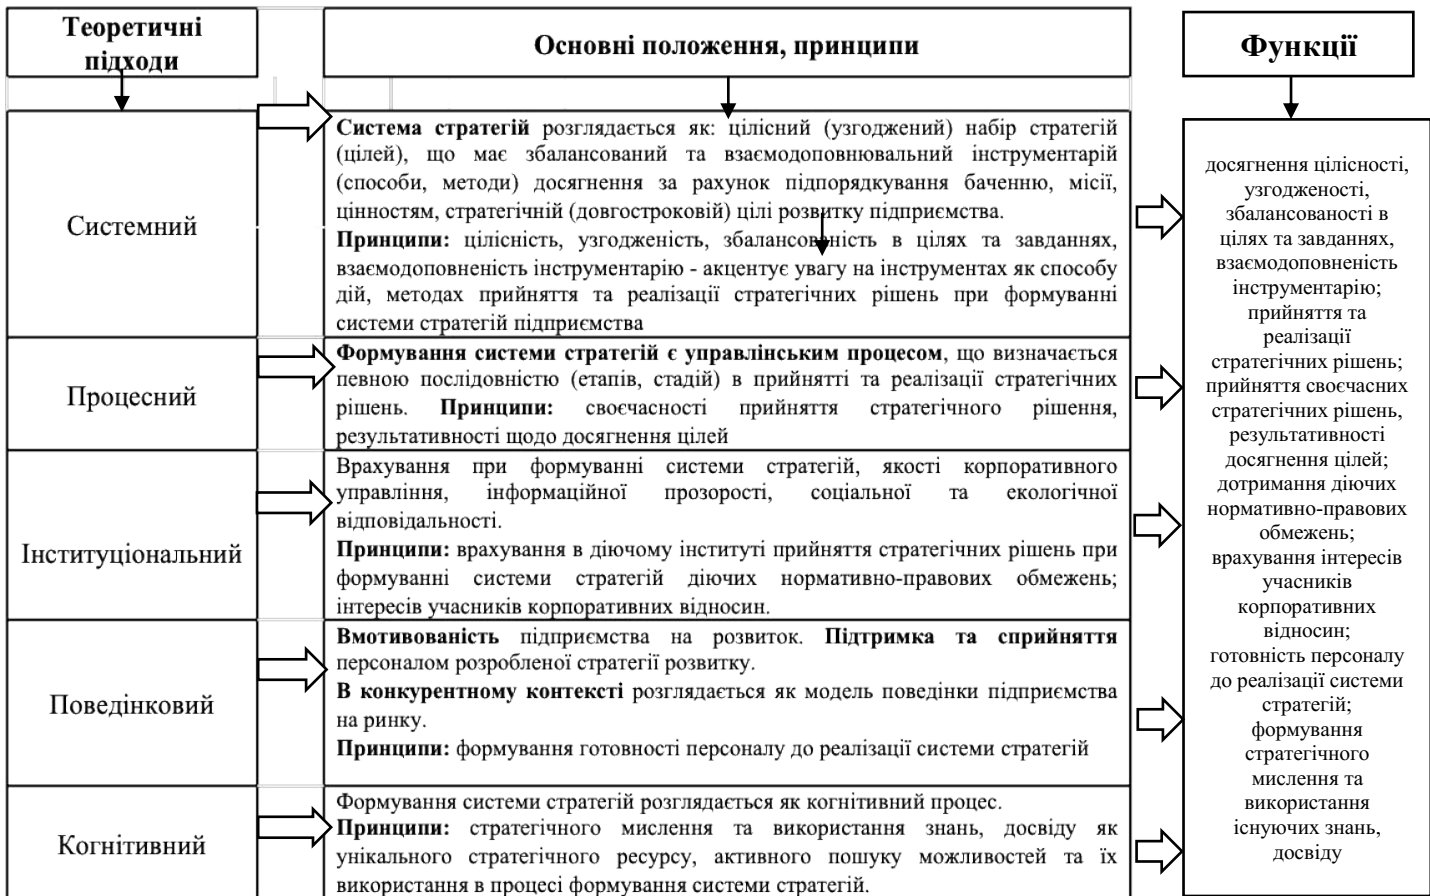 Теоретичні
підходи
Основні положення, принципи
Функції
Системний
Система стратегій розглядається як: цілісний (узгоджений) набір стратегій
(цілей), що має збалансований та взаємодоповнювальний інструментарій
(способи, методи) досягнення за рахунок підпорядкування баченню, місії,
цінностям, стратегічній (довгостроковій) цілі розвитку підприємства.
Принципи: цілісність, узгодженість, збалансованість в цілях та завданнях,
взаємодоповненість інструментарію - акцентує увагу на інструментах як способу
дій, методах прийняття та реалізації стратегічних рішень при формуванні
системи стратегій підприємства
Процесний
Формування системи стратегій є управлінським процесом, що визначається
певною послідовністю (етапів, стадій) в прийнятті та реалізації стратегічних
рішень. Принципи: своєчасності прийняття стратегічного рішення,
результативності щодо досягнення цілей
Інституціональний
Врахування при формуванні системи стратегій, якості корпоративного
управління, інформаційної прозорості, соціальної та екологічної
відповідальності.
Принципи: врахування в діючому інституті прийняття стратегічних рішень при
формуванні системи стратегій діючих нормативно-правових обмежень;
інтересів учасників корпоративних відносин.
Поведінковий
Вмотивованість підприємства на розвиток. Підтримка та сприйняття
персоналом розробленої стратегії розвитку.
В конкурентному контексті розглядається як модель поведінки підприємства
на ринку.
Принципи: формування готовності персоналу до реалізації системи стратегій
Когнітивний
Формування системи стратегій розглядається як когнітивний процес.
Принципи: стратегічного мислення та використання знань, досвіду як
унікального стратегічного ресурсу, активного пошуку можливостей та їх
використання в процесі формування системи стратегій.
досягнення цілісності,
узгодженості,
збалансованості в
цілях та завданнях,
взаємодоповненість
інструментарію;
прийняття та
реалізації
стратегічних рішень;
прийняття своєчасних
стратегічних рішень,
результативності
досягнення цілей;
дотримання діючих
нормативно-правових
обмежень;
врахування інтересів
учасників
корпоративних
відносин;
готовність персоналу
до реалізації системи
стратегій;
формування
стратегічного
мислення та
використання
існуючих знань,
досвіду